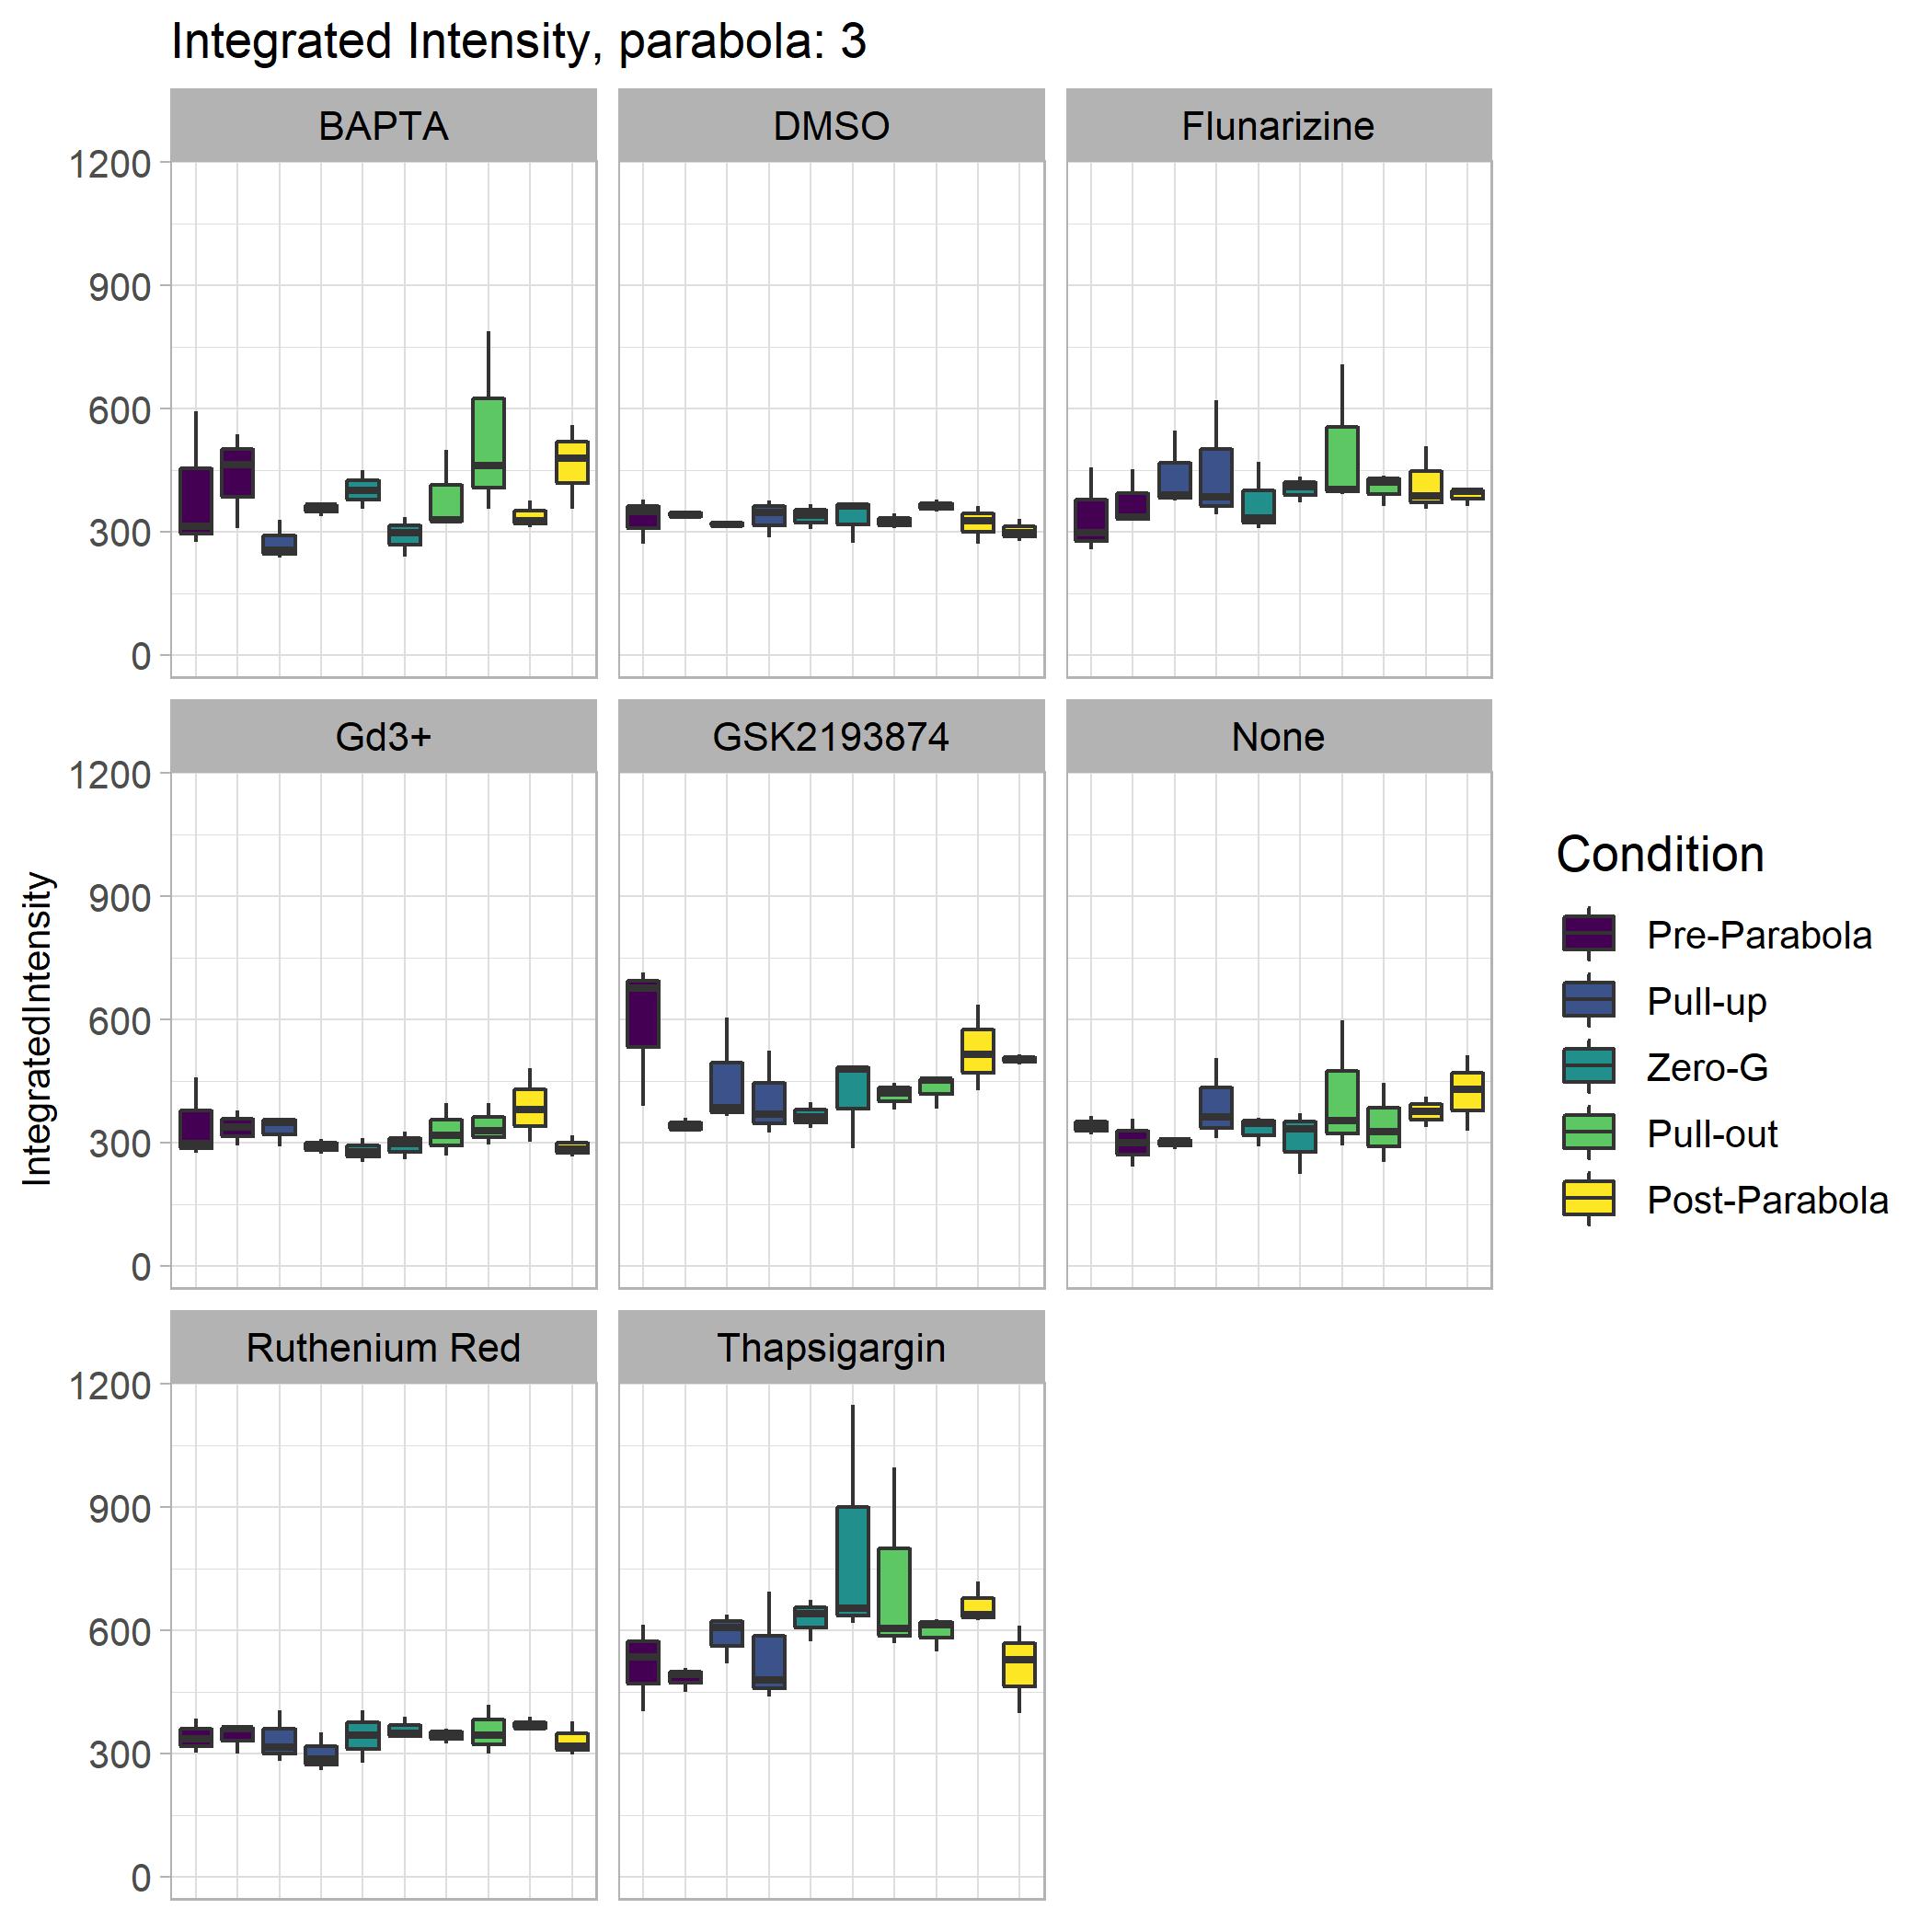 Integrated Intensity, parabola: 3
BAPTA
DMSO
Flunarizine
1200
900
600
300
0
Gd3+
GSK2193874
None
1200
900
600
300
0
IntegratedIntensity
Ruthenium Red
Thapsigargin
1200
900
600
300
0
Condition
Pre-Parabola
Pull-up
Zero-G
Pull-out
Post-Parabola